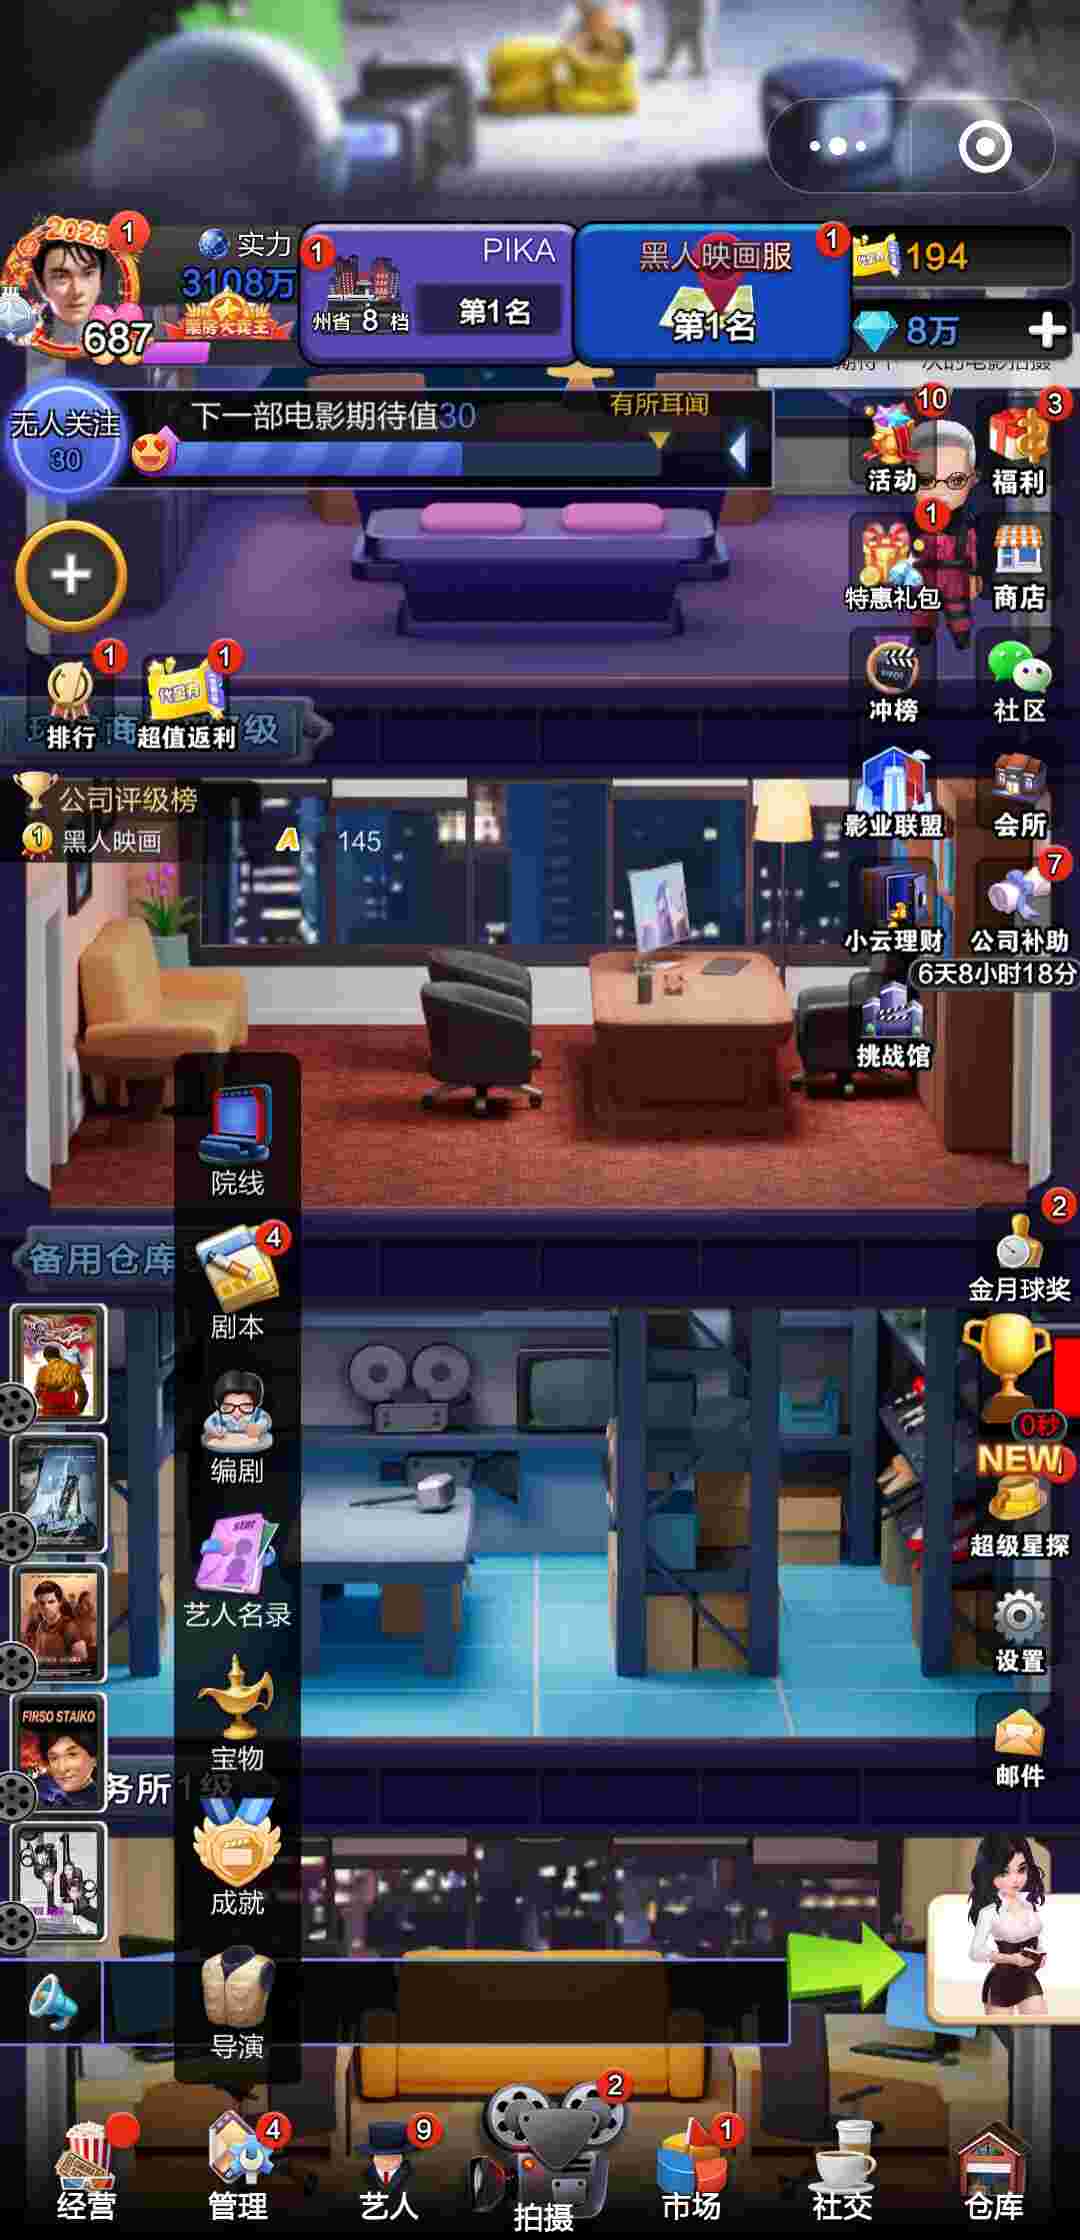 2025
1
实力
3108万
687
票房大赛王
1
PIKA
州省 8 档
第1名
黑人映画服
1
第1名
194
8万
无人关注
30
下一部电影期待值30
有所耳闻
10
活动
3
福利
1
特惠礼包
商店
1
排行
1
超值返利
级
冲榜
社区
公司评级榜
1
黑人映画
A
145
影业联盟
会所
小云理财
7
公司补助
6天8小时18分
挑战馆
院线
备用仓库
4
剧本
编剧
艺人名录
宝物
务所1级
成就
导演
FIRSO STAIKO
2
金月球奖
0秒
NEW
超级星探
设置
邮件
经营
4
管理
9
艺人
2
拍摄
1
市场
社交
仓库